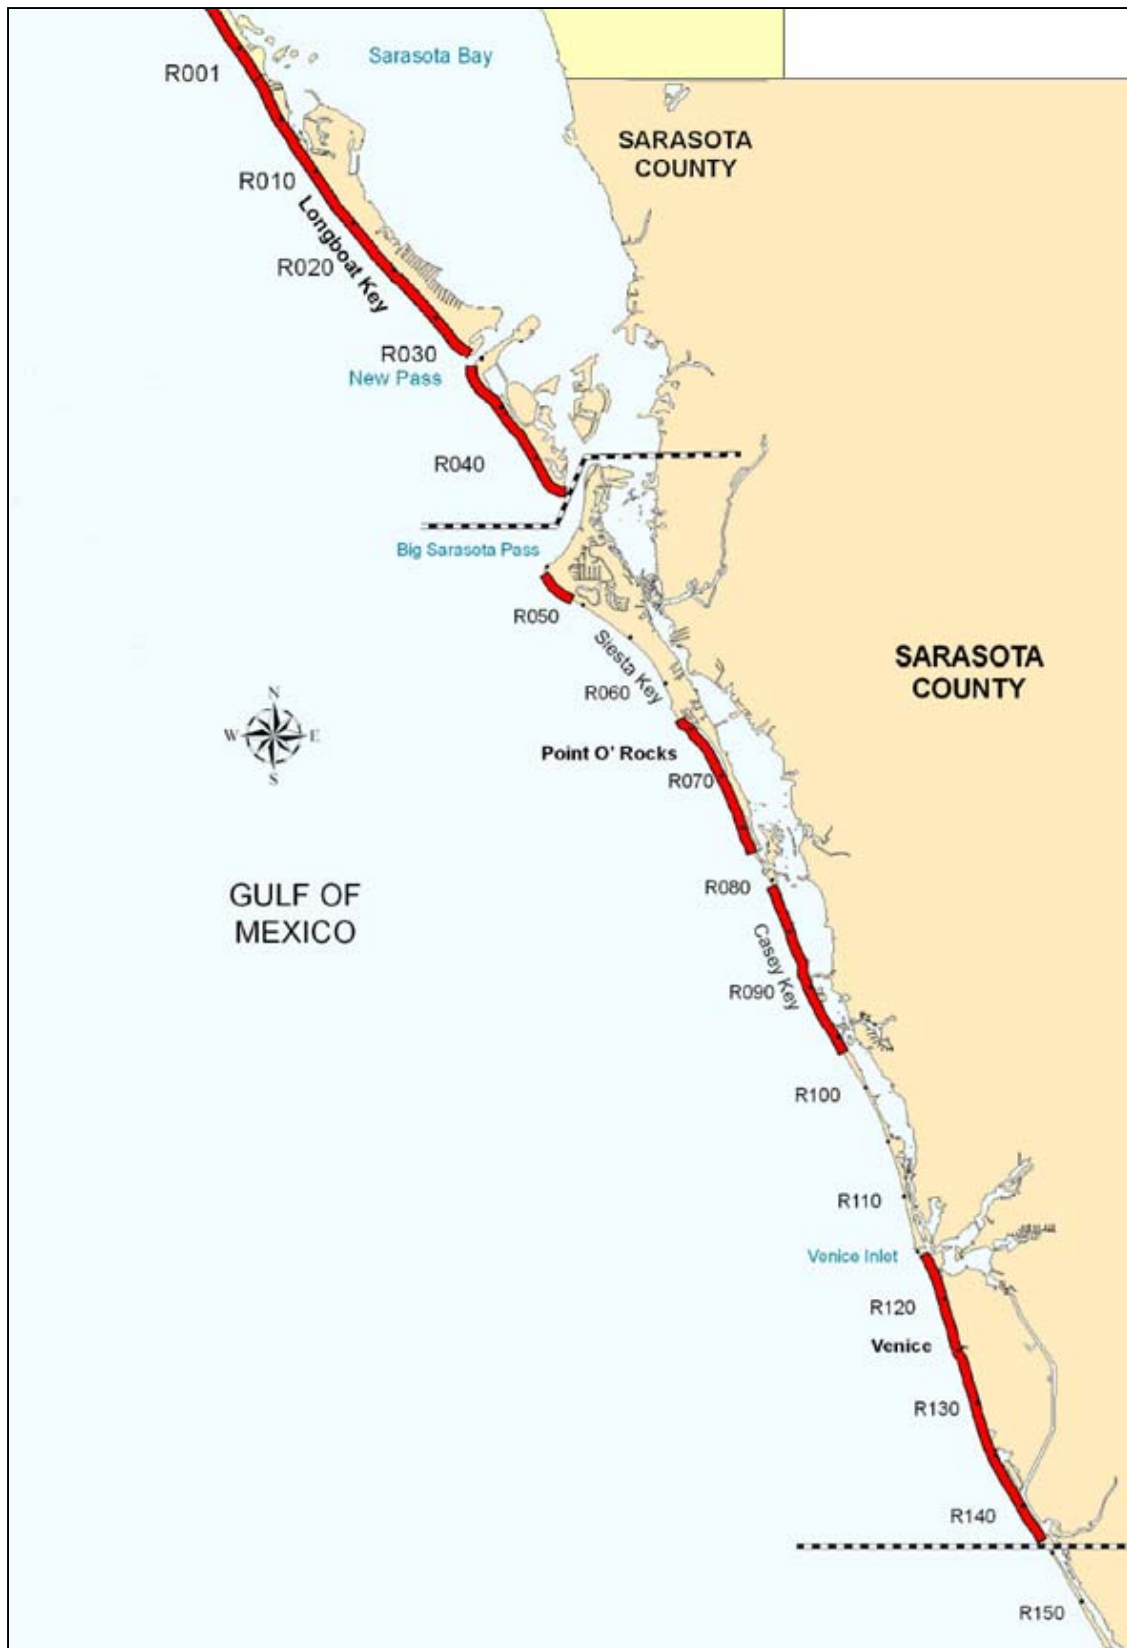 Sarasota Bay
R001
SARASOTA
COUNTY
R010
Longboat Key
R020
R030
New Pass
R040
Big Sarasota Pass
R050
Siesta Key
SARASOTA
COUNTY
R060
N
W
E
S
Point O' Rocks
R070
R080
GULF OF
MEXICO
Casey Key
R090
R100
R110
Venice Inlet
R120
Venice
R130
R140
R150